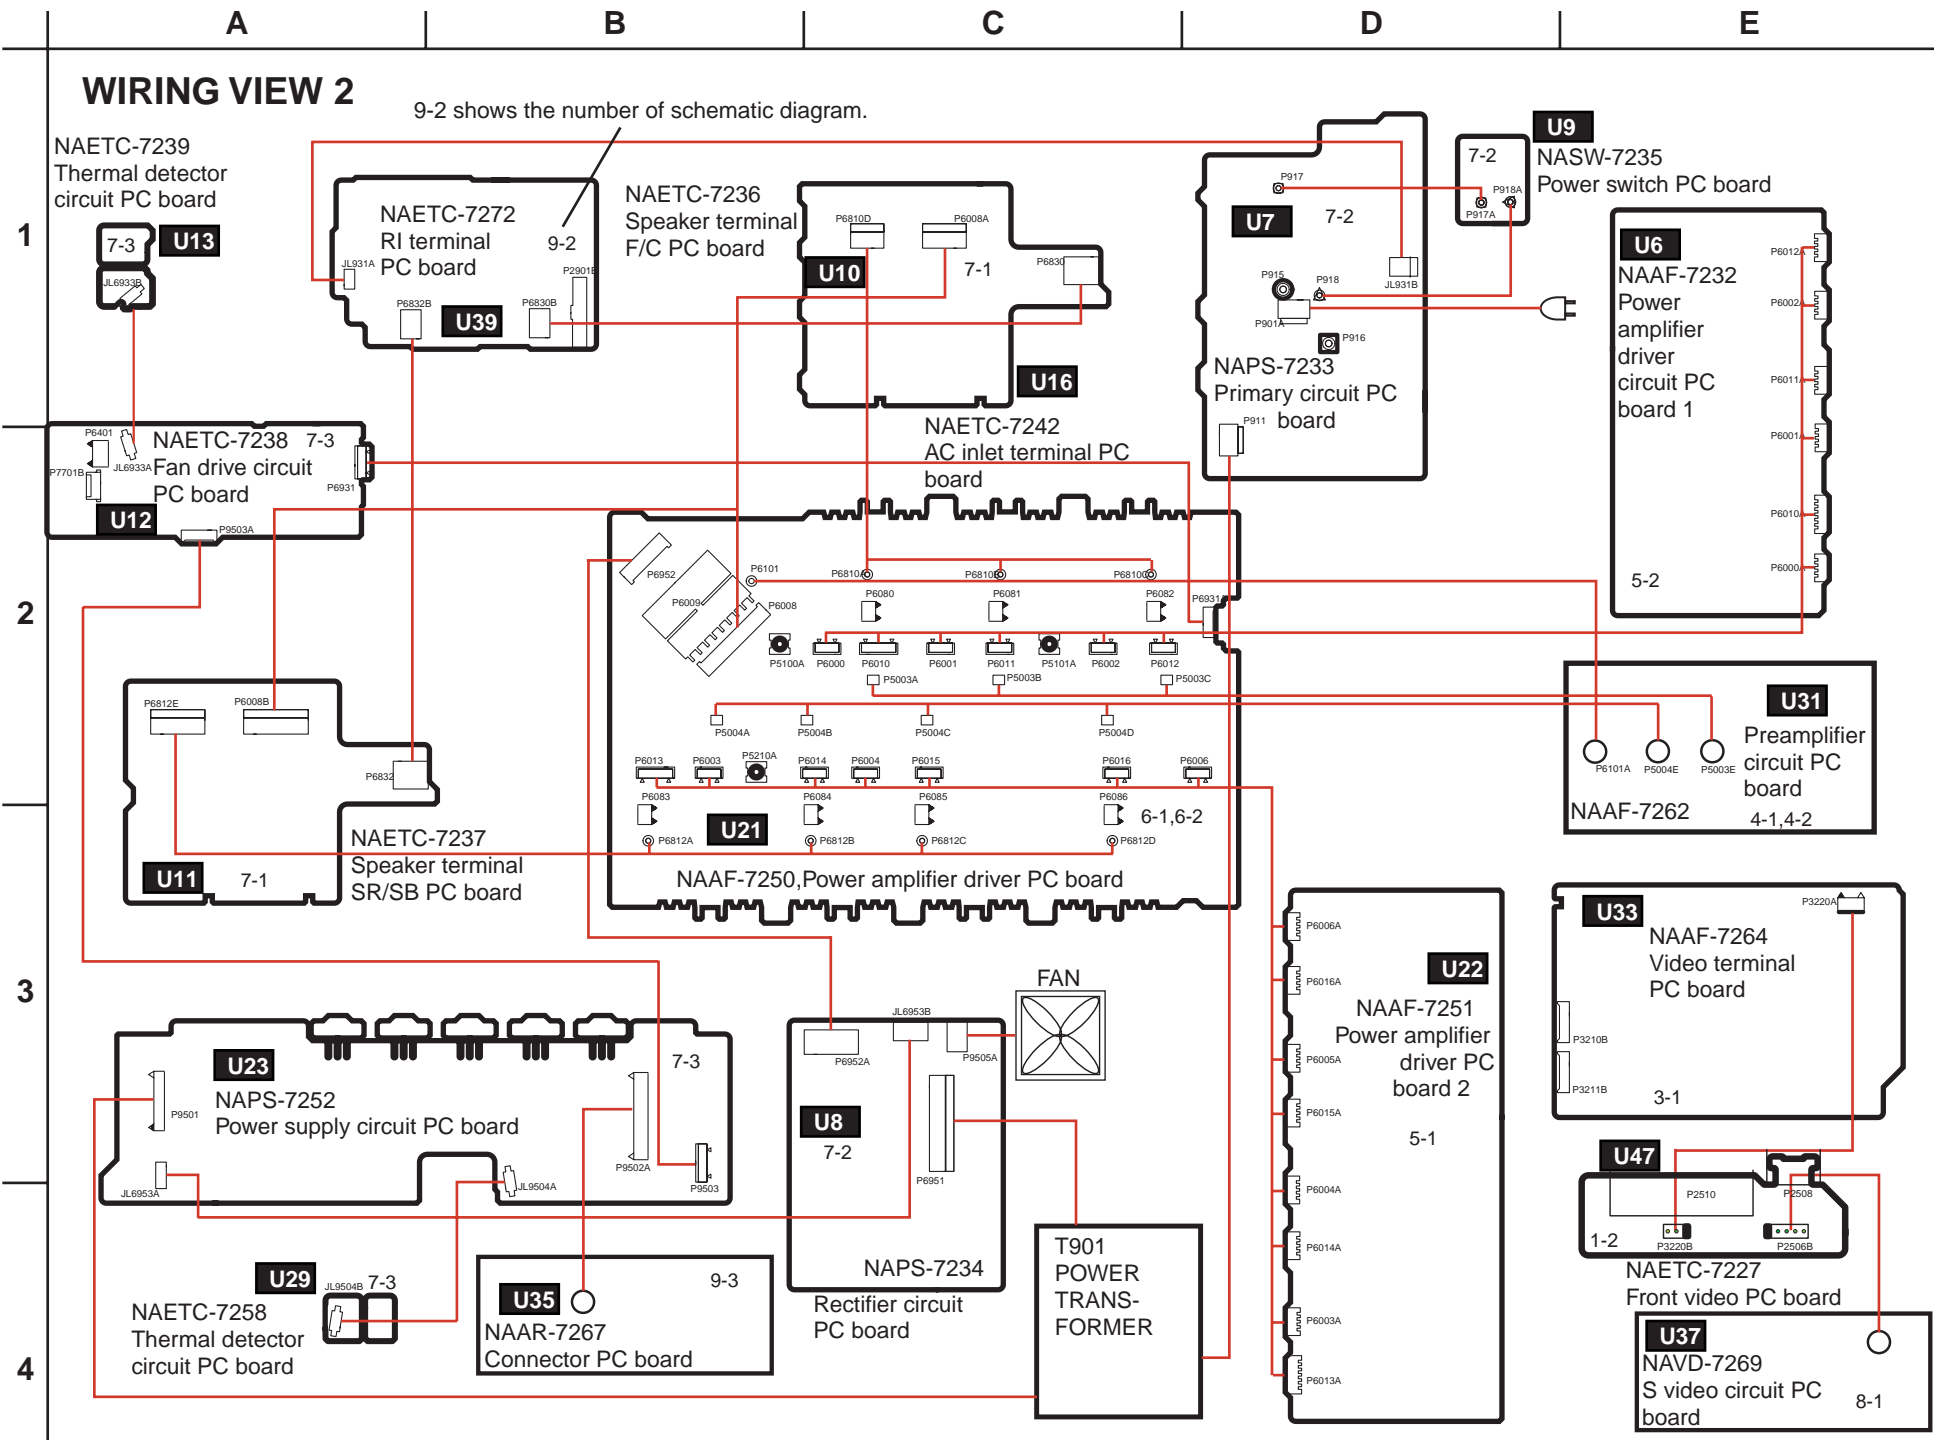 A
B
C
D
E
1
2
3
4
WIRING VIEW 2
9-2 shows the number of schematic diagram.
NAETC-7239
Thermal detector
circuit PC board
7-3
U13
JL6933B
NAETC-7272
RI terminal
PC board
9-2
JL931A
P2901B
P6832B
U39
P6830B
NAETC-7236
Speaker terminal
F/C PC board
P6810D
P6008A
U10
7-1
P6830
U16
NAETC-7242
AC inlet terminal PC
board
P917
U7
7-2
P915
P918
JL931B
P901A
P916
NAPS-7233
Primary circuit PC
board
P911
7-2
P918A
P917A
U9
NASW-7235
Power switch PC board
U6
NAAF-7232
Power
amplifier
driver
circuit PC
board 1
P6012A
P6002A
P6011A
P6001A
P6010A
P6000A
5-2
P6401
NAETC-7238
7-3
Fan drive circuit
PC board
JL6933A
P7701B
P6931
U12
P9503A
P6952
P6101
P6009
P6008
P6810A
P6810B
P6810C
P6080
P6081
P6082
P6931A
P5100A
P6000
P6010
P6001
P6011
P5101A
P6002
P6012
P5003A
P5003B
P5003C
P5004A
P5004B
P5004C
P5004D
P6013
P6003
P5210A
P6014
P6004
P6015
P6016
P6006
P6083
P6084
P6085
P6086
U21
6-1,6-2
P6812A
P6812B
P6812C
P6812D
NAAF-7250,Power amplifier driver PC board
P6812E
P6008B
P6832
NAETC-7237
Speaker terminal
SR/SB PC board
U11
7-1
U31
Preamplifier
circuit PC
board
P6101A
P5004E
P5003E
NAAF-7262
4-1,4-2
U33
P3220A
NAAF-7264
Video terminal
PC board
P3210B
P3211B
3-1
U22
P6006A
P6016A
NAAF-7251
Power amplifier
driver PC
board 2
P6005A
P6015A
5-1
P6004A
P6014A
P6003A
P6013A
U23
7-3
NAPS-7252
Power supply circuit PC board
P9501
JL6953A
P9502A
P9503
JL9504A
FAN
JL6953B
P6952A
P9505A
U8
7-2
P6951
NAPS-7234
Rectifier circuit
PC board
T901
POWER
TRANS-
FORMER
U29
JL9504B
7-3
NAETC-7258
Thermal detector
circuit PC board
U35
9-3
NAAR-7267
Connector PC board
U47
P2510
P2508
1-2
P3220B
P2506B
NAETC-7227
Front video PC board
U37
NAVD-7269
S video circuit PC
board
8-1